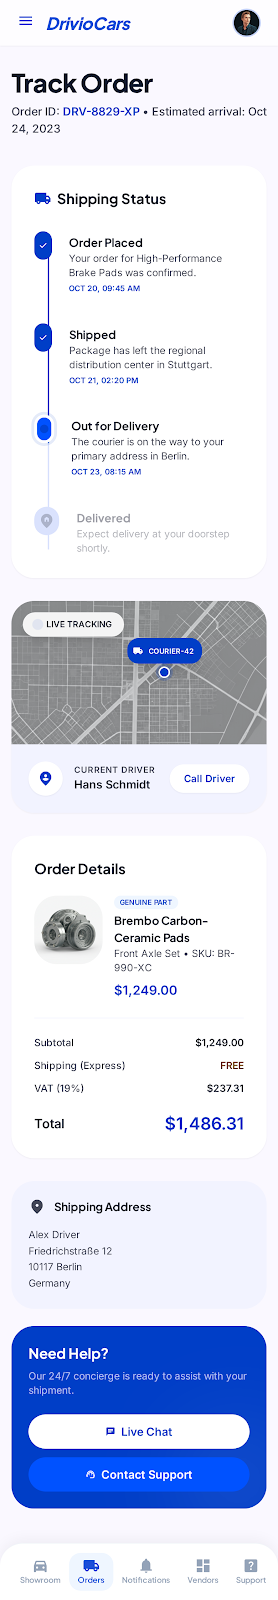 DrivioCars
Track Order
Order ID: DRV-8829-XP • Estimated arrival: Oct
24, 2023
Shipping Status
Order Placed
Your order for High-Performance
Brake Pads was confirmed.
OCT 20, 09:45 AM
Shipped
Package has left the regional
distribution center in Stuttgart.
OCT 21, 02:20 PM
Out for Delivery
The courier is on the way to your
primary address in Berlin.
OCT 23, 08:15 AM
Delivered
Expect delivery at your doorstep
shortly.
LIVE TRACKING
COURIER-42
CURRENT DRIVER
Hans Schmidt
Call Driver
Order Details
GENUINE PART
Brembo Carbon-
Ceramic Pads
Front Axle Set • SKU: BR-
990-XC
$1,249.00
Subtotal $1,249.00
Shipping (Express) FREE
VAT (19%) $237.31
Total $1,486.31
Shipping Address
Alex Driver
Friedrichstraße 12
10117 Berlin
Germany
Need Help?
Our 24/7 concierge is ready to assist with your
shipment.
Live Chat
Contact Support
Showroom Orders Notifications Vendors Support